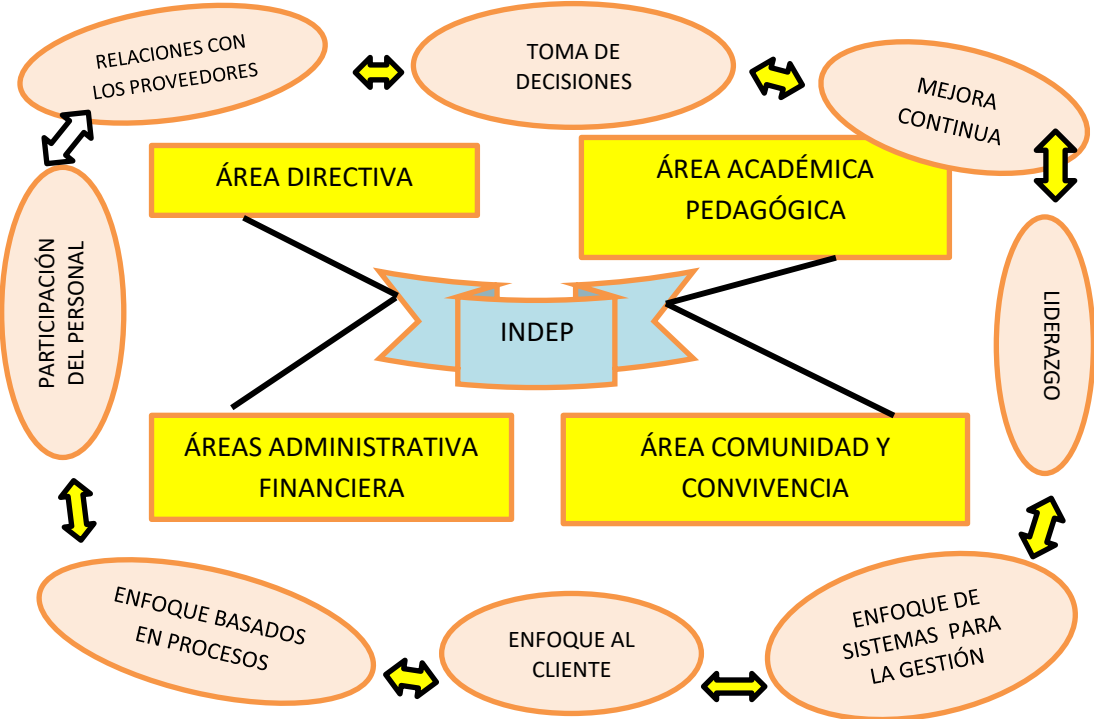 RELACIONES CON
LOS PROVEEDORES
TOMA DE
DECISIONES
MEJORA
CONTINUA
ÁREA DIRECTIVA
ÁREA ACADÉMICA
PEDAGÓGICA
PARTICIPACIÓN
DEL PERSONAL
INDEP
LIDERAZGO
ÁREAS ADMINISTRATIVA
FINANCIERA
ÁREA COMUNIDAD Y
CONVIVENCIA
ENFOQUE BASADOS
EN PROCESOS
ENFOQUE AL
CLIENTE
ENFOQUE DE
SISTEMAS PARA
LA GESTIÓN